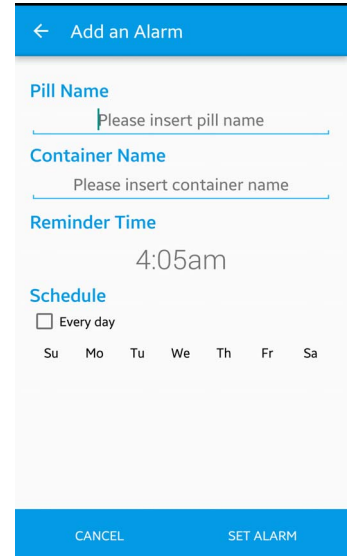 Add an Alarm
Pill Name
Please insert pill name
Container Name
Please insert container name
Reminder Time
4:05am
Schedule
Every day
Su Mo Tu We Th Fr Sa
CANCEL SET ALARM